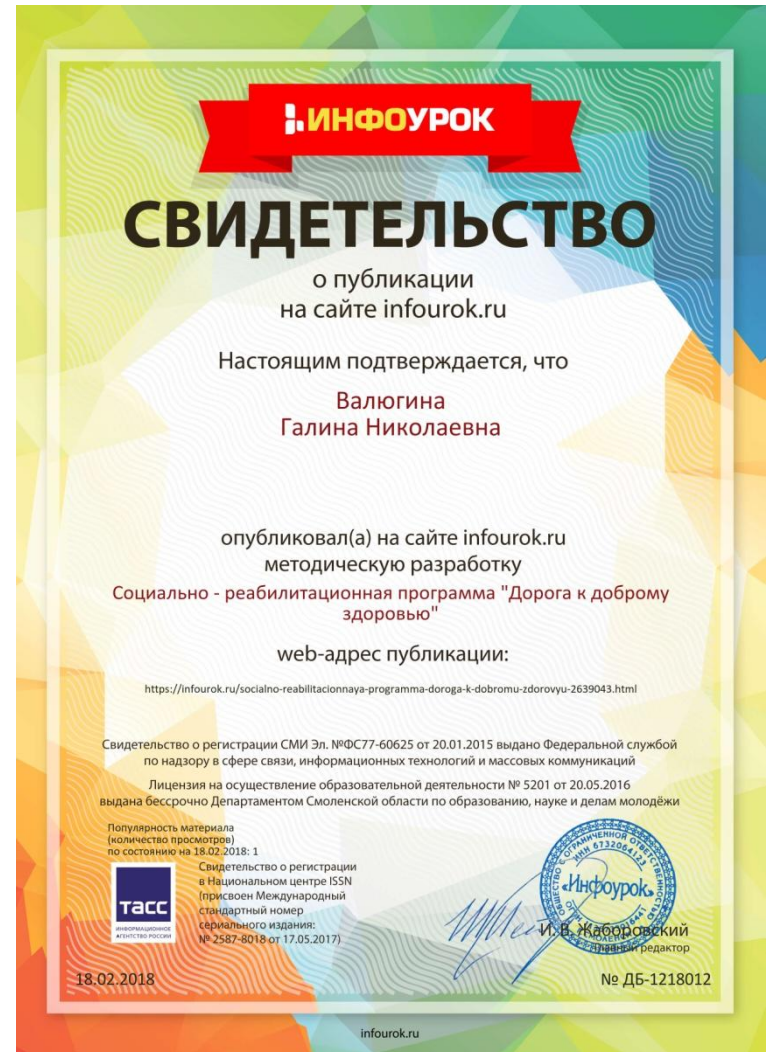 ИНФОУРОК
СВИДЕТЕЛЬСТВО
о публикации
на сайте infourok.ru
Настоящим подтверждается, что
Валюгина
Галина Николаевна
опубликовал(а) на сайте infourok.ru
методическую разработку
Социально - реабилитационная программа "Дорога к доброму
здоровью"
web-адрес публикации:
https://infourok.ru/socialno-reabilitacionnaya-programma-doroga-k-dobromu-zdorovyu-2639043.html
Свидетельство о регистрации СМИ Эл. №ФС77-60625 от 20.01.2015 выдано Федеральной службой
по надзору в сфере связи, информационных технологий и массовых коммуникаций
Лицензия на осуществление образовательной деятельности № 5201 от 20.05.2016
выдана бессрочно Департаментом Смоленской области по образованию, науке и делам молодёжи
Популярность материала
(количество просмотров)
по состоянию на 18.02.2018: 1
Свидетельство о регистрации
в Национальном центре ISSN
(присвоен Международный
стандартный номер
сериального издания:
№ 2587-8018 от 17.05.2017)
ТАСС
ИНФОРМАЦИОННОЕ
АГЕНТСТВО РОССИИ
ОБЩЕСТВО С ОГРАНИЧЕННОЙ ОТВЕТСТВЕННОСТЬЮ
ИНН 6732064123
«Инфоурок»
И. В. Жаборовский
главный редактор
18.02.2018
№ ДБ-1218012
infourok.ru